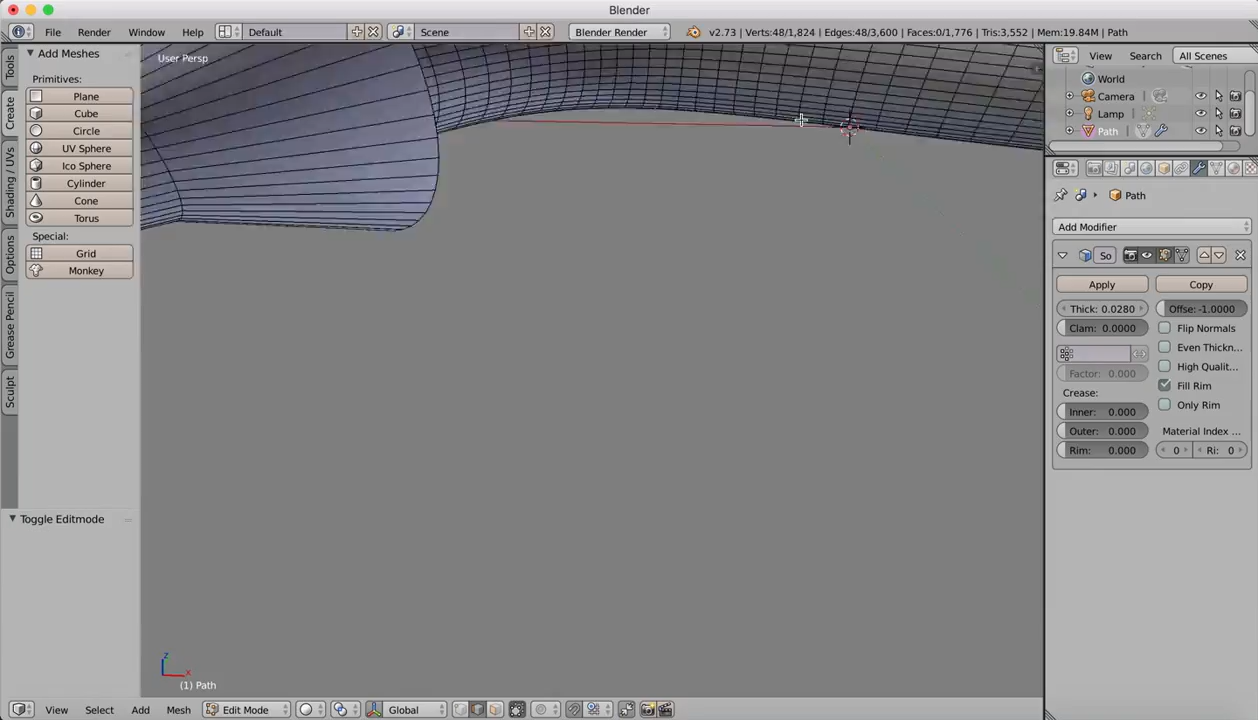 Blender
File Render Window Help Default Scene Blender Render v2.73 | Verts:48/1,824 | Edges:48/3,600 | Faces:0/1,776 | Tris:3,552 | Mem:19.84M | Path
Tools
Create
Shading / UVs
Options
Grease Pencil
Sculpt
Add Meshes
Primitives:
Plane
Cube
Circle
UV Sphere
Ico Sphere
Cylinder
Cone
Torus
Special:
Grid
Monkey
Toggle Editmode
User Persp
z
x
(1) Path
View Select Add Mesh Edit Mode Global
View Search All Scenes
World
Camera
Lamp
Path
Path
Add Modifier
So
Apply Copy
Thick: 0.0280 Offse: -1.0000
Clam: 0.0000 Flip Normals
Even Thickn...
High Qualit...
Factor: 0.000
Fill Rim
Crease:
Only Rim
Inner: 0.000
Outer: 0.000 Material Index ...
Rim: 0.000 0 Ri: 0